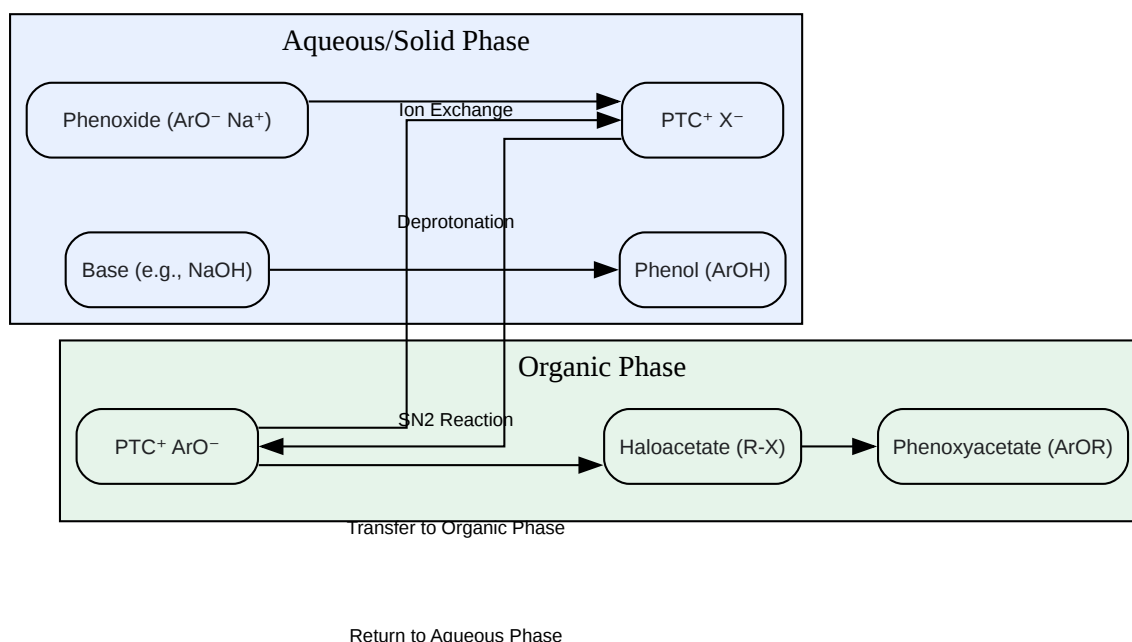 Aqueous/Solid Phase
Phenoxide (ArO⁻ Na⁺)
Ion Exchange
PTC⁺ X⁻
Deprotonation
Base (e.g., NaOH)
Phenol (ArOH)
Organic Phase
PTC⁺ ArO⁻
SN2 Reaction
Haloacetate (R-X)
Phenoxyacetate (ArOR)
Transfer to Organic Phase
Return to Aqueous Phase